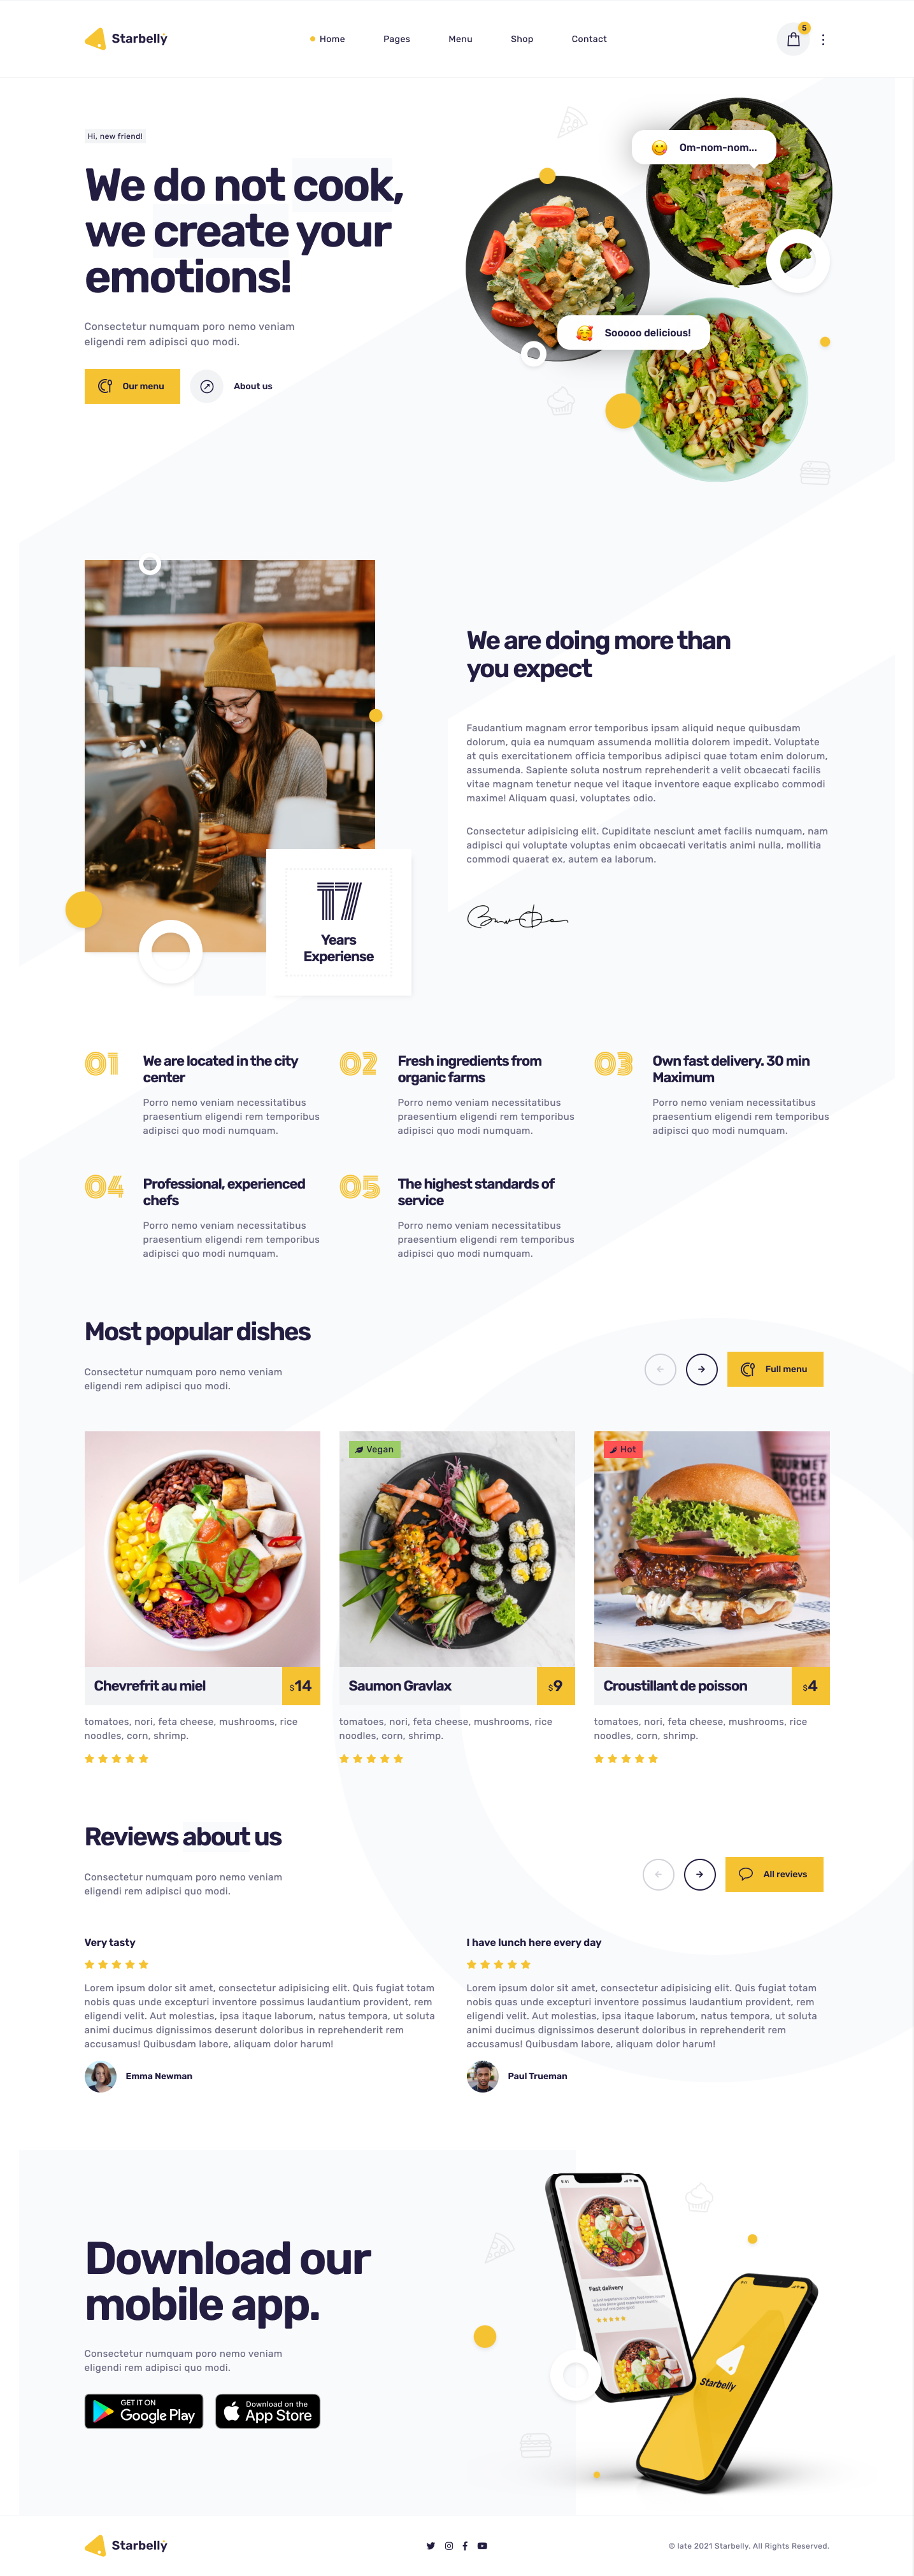 Starbelly
Home
Pages
Menu
Shop
Contact
5
Hi, new friend!
We do not cook,
we create your
emotions!
Consectetur numquam poro nemo veniam
eligendi rem adipisci quo modi.
Our menu
About us
Om-nom-nom...
Sooooo delicious!
17
Years
Experiense
We are doing more than
you expect
Faudantium magnam error temporibus ipsam aliquid neque quibusdam
dolorum, quia ea numquam assumenda mollitia dolorem impedit. Voluptate
at quis exercitationem officia temporibus adipisci quae totam enim dolorum,
assumenda. Sapiente soluta nostrum reprehenderit a velit obcaecati facilis
vitae magnam tenetur neque vel itaque inventore eaque explicabo commodi
maxime! Aliquam quasi, voluptates odio.
Consectetur adipisicing elit. Cupiditate nesciunt amet facilis numquam, nam
adipisci qui voluptate voluptas enim obcaecati veritatis animi nulla, mollitia
commodi quaerat ex, autem ea laborum.
01
We are located in the city
center
Porro nemo veniam necessitatibus
praesentium eligendi rem temporibus
adipisci quo modi numquam.
02
Fresh ingredients from
organic farms
Porro nemo veniam necessitatibus
praesentium eligendi rem temporibus
adipisci quo modi numquam.
03
Own fast delivery. 30 min
Maximum
Porro nemo veniam necessitatibus
praesentium eligendi rem temporibus
adipisci quo modi numquam.
04
Professional, experienced
chefs
Porro nemo veniam necessitatibus
praesentium eligendi rem temporibus
adipisci quo modi numquam.
05
The highest standards of
service
Porro nemo veniam necessitatibus
praesentium eligendi rem temporibus
adipisci quo modi numquam.
Most popular dishes
Consectetur numquam poro nemo veniam
eligendi rem adipisci quo modi.
Full menu
Chevrefrit au miel
$14
tomatoes, nori, feta cheese, mushrooms, rice
noodles, corn, shrimp.
Vegan
Saumon Gravlax
$9
tomatoes, nori, feta cheese, mushrooms, rice
noodles, corn, shrimp.
Hot
GOURMET
BURGER
KITCHEN
Croustillant de poisson
$4
tomatoes, nori, feta cheese, mushrooms, rice
noodles, corn, shrimp.
Reviews about us
Consectetur numquam poro nemo veniam
eligendi rem adipisci quo modi.
All revievs
Very tasty
Lorem ipsum dolor sit amet, consectetur adipisicing elit. Quis fugiat totam
nobis quas unde excepturi inventore possimus laudantium provident, rem
eligendi velit. Aut molestias, ipsa itaque laborum, natus tempora, ut soluta
animi ducimus dignissimos deserunt doloribus in reprehenderit rem
accusamus! Quibusdam labore, aliquam dolor harum!
Emma Newman
I have lunch here every day
Lorem ipsum dolor sit amet, consectetur adipisicing elit. Quis fugiat totam
nobis quas unde excepturi inventore possimus laudantium provident, rem
eligendi velit. Aut molestias, ipsa itaque laborum, natus tempora, ut soluta
animi ducimus dignissimos deserunt doloribus in reprehenderit rem
accusamus! Quibusdam labore, aliquam dolor harum!
Paul Trueman
Download our
mobile app.
Consectetur numquam poro nemo veniam
eligendi rem adipisci quo modi.
GET IT ON
Google Play
Download on the
App Store
Fast delivery
Starbelly
Starbelly
© late 2021 Starbelly. All Rights Reserved.